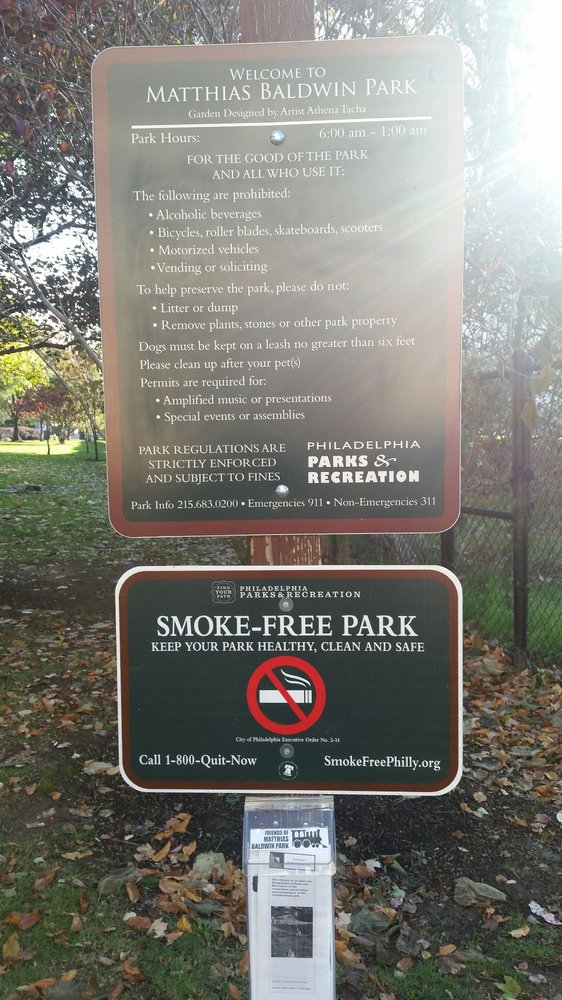 WELCOME TO
MATTHIAS BALDWIN PARK
Garden Designed by Artist Athena Tacha
Park Hours: 6:00 am - 1:00 am
FOR THE GOOD OF THE PARK
AND ALL WHO USE IT:
The following are prohibited:
• Alcoholic beverages
• Bicycles, roller blades, skateboards, scooters
• Motorized vehicles
• Vending or soliciting
To help preserve the park, please do not:
• Litter or dump
• Remove plants, stones or other park property
Dogs must be kept on a leash no greater than six feet
Please clean up after your pet(s)
Permits are required for:
• Amplified music or presentations
• Special events or assemblies
PARK REGULATIONS ARE
STRICTLY ENFORCED
AND SUBJECT TO FINES
PHILADELPHIA
PARKS &
RECREATION
Park Info 215.683.0200 • Emergencies 911 • Non-Emergencies 311
FIND
YOUR
PATH
PHILADELPHIA
PARKS & RECREATION
SMOKE-FREE PARK
KEEP YOUR PARK HEALTHY, CLEAN AND SAFE
City of Philadelphia Executive Order No. 2-14
Call 1-800-Quit-Now
SmokeFreePhilly.org
FRIENDS OF
MATTHIAS
BALDWIN PARK